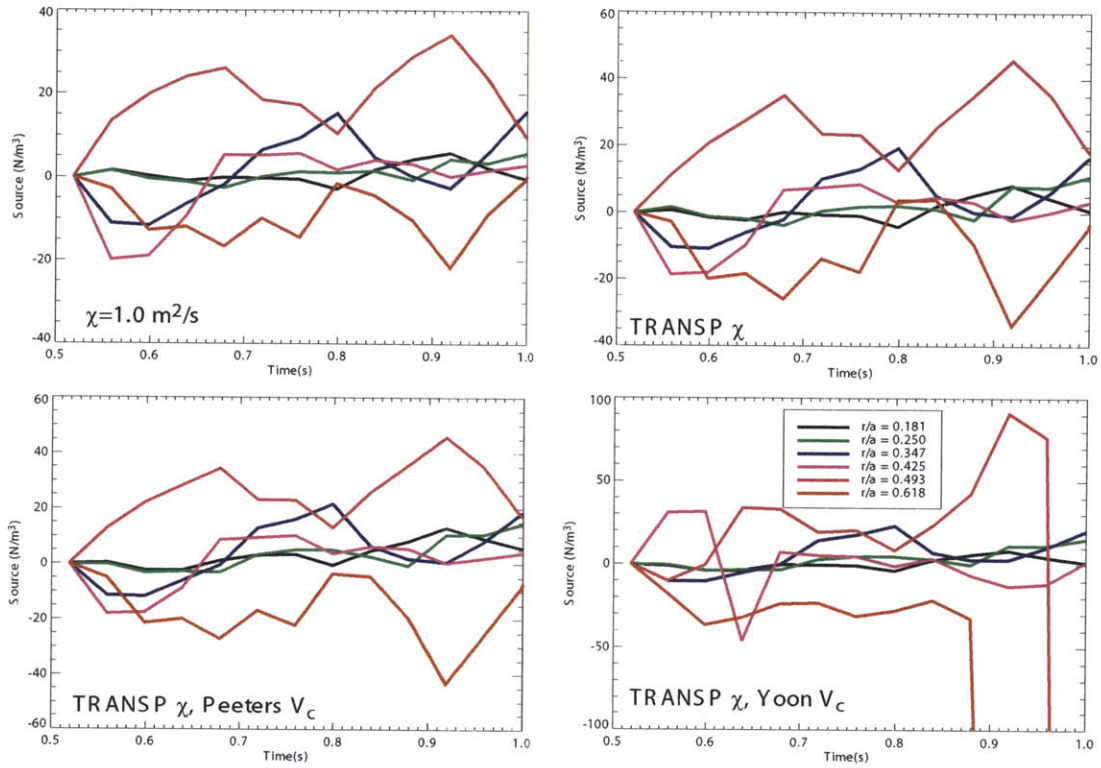 40
20
0
-20
-40
Source (N/m³)
χ=1.0 m²/s
0.5 0.6 0.7 0.8 0.9 1.0
Time(s)
60
40
20
0
-20
-40
Source (N/m³)
TRANSP χ
0.5 0.6 0.7 0.8 0.9 1.0
Time(s)
60
40
20
0
-20
-40
-60
Source (N/m³)
TRANSP χ, Peeters Vc
0.5 0.6 0.7 0.8 0.9 1.0
Time(s)
100
50
0
-50
-100
Source (N/m³)
r/a = 0.181
r/a = 0.250
r/a = 0.347
r/a = 0.425
r/a = 0.493
r/a = 0.618
TRANSP χ, Yoon Vc
0.5 0.6 0.7 0.8 0.9 1.0
Time(s)